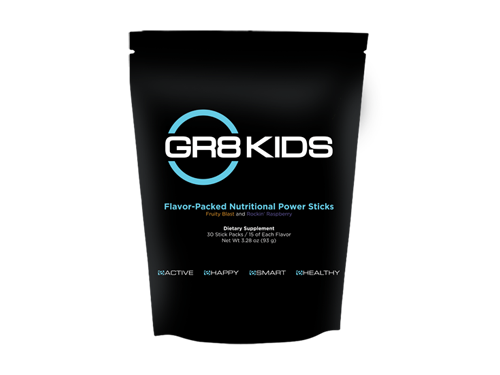 GR8 KIDS
Flavor-Packed Nutritional Power Sticks
Fruity Blast and Rockin' Raspberry
Dietary Supplement
30 Stick Packs / 15 of Each Flavor
Net Wt 3.28 oz (93 g)
ACTIVE HAPPY SMART HEALTHY